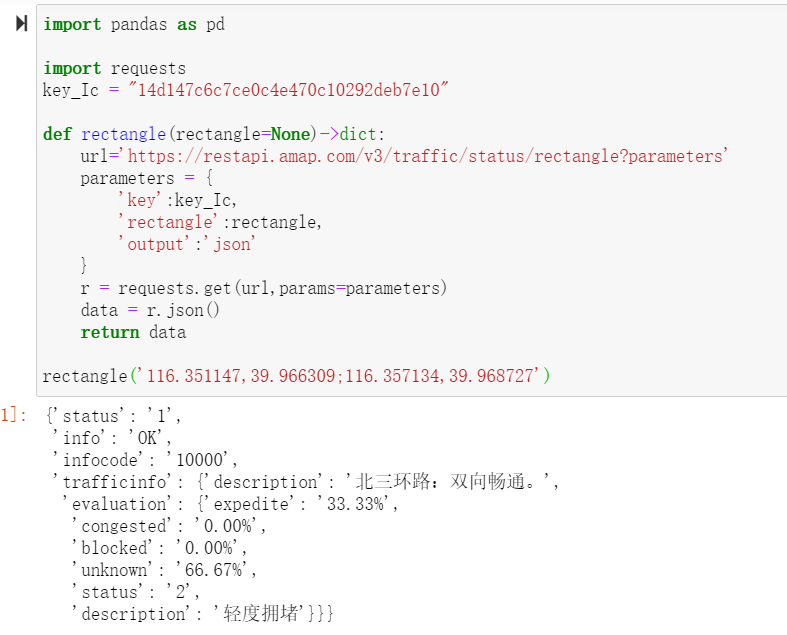 import pandas as pd
import requests
key_Ic = "14d147c6c7ce0c4e470c10292deb7e10"
def rectangle(rectangle=None)->dict:
    url='https://restapi.amap.com/v3/traffic/status/rectangle?parameters'
    parameters = {
        'key':key_Ic,
        'rectangle':rectangle,
        'output':'json'
    }
    r = requests.get(url,params=parameters)
    data = r.json()
    return data
rectangle('116.351147,39.966309;116.357134,39.968727')
1]: {'status': '1',
 'info': 'OK',
 'infocode': '10000',
 'trafficinfo': {'description': '北三环路：双向畅通。',
  'evaluation': {'expedite': '33.33%',
   'congested': '0.00%',
   'blocked': '0.00%',
   'unknown': '66.67%',
   'status': '2',
   'description': '轻度拥堵'}}}